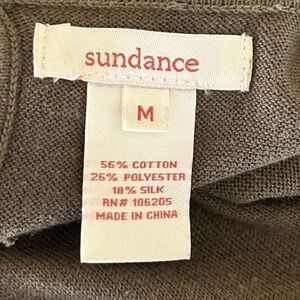 sundance
M
56% COTTON
26% POLYESTER
18% SILK
RN# 106205
MADE IN CHINA